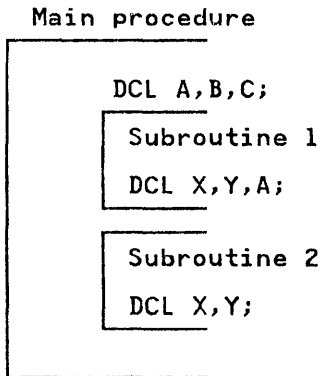 Main procedure
DCL A,B,C;
Subroutine 1
DCL X,Y,A;
Subroutine 2
DCL X,Y;